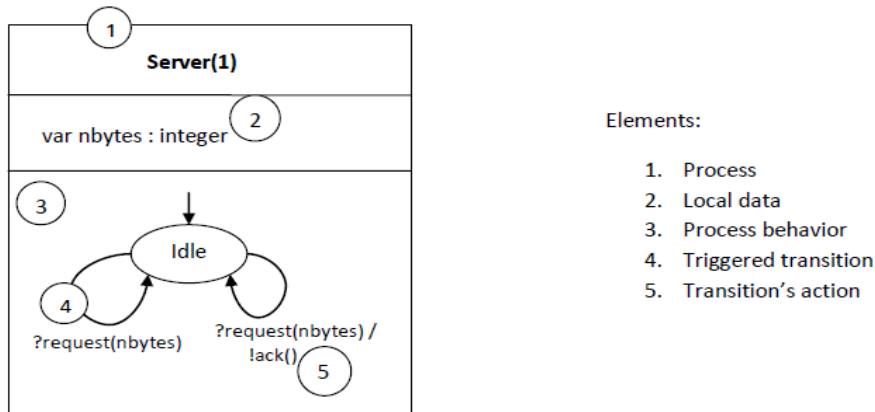 1
Server(1)
var nbytes : integer
2
3
Idle
4
?request(nbytes)
?request(nbytes) /
!ack()
5
Elements:
1. Process
2. Local data
3. Process behavior
4. Triggered transition
5. Transition's action